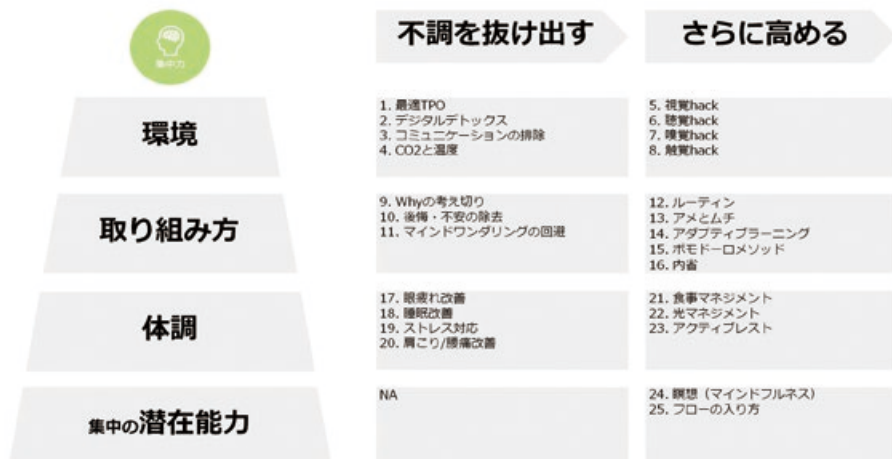 集中力
不調を抜け出す
さらに高める
環境
1. 最適TPO
2. デジタルデトックス
3. コミュニケーションの排除
4. CO2と温度
5. 視覚hack
6. 聴覚hack
7. 嗅覚hack
8. 触覚hack
取り組み方
9. Whyの考え切り
10. 後悔・不安の除去
11. マインドワンダリングの回避
12. ルーティン
13. アメとムチ
14. アダプティブラーニング
15. ポモドーロメソッド
16. 内省
体調
17. 眼疲れ改善
18. 睡眠改善
19. ストレス対応
20. 肩こり/腰痛改善
21. 食事マネジメント
22. 光マネジメント
23. アクティブレスト
集中の潜在能力
NA
24. 瞑想（マインドフルネス）
25. フローの入り方